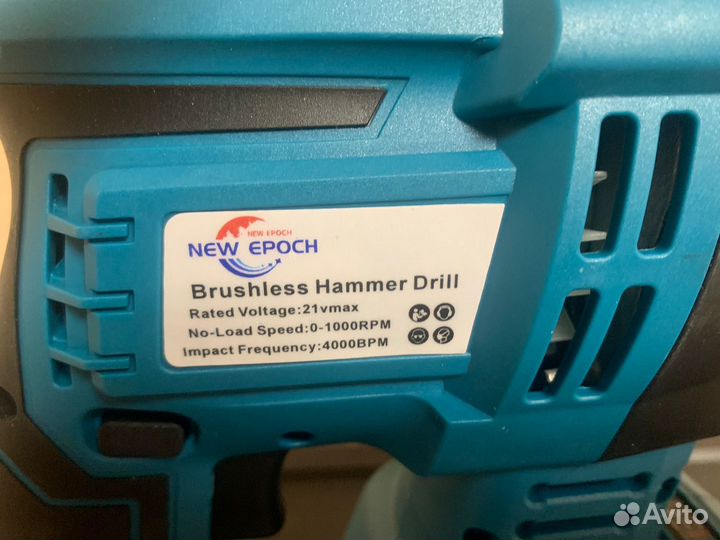 NEW EPOCH
NEW EPOCH
Brushless Hammer Drill
Rated Voltage:21vmax
No-Load Speed:0-1000RPM
Impact Frequency:4000BPM
Avito